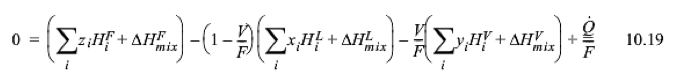 0 = (∑_i z_i H_i^F + ΔH_mix^F) − (1 − V/F)(∑_i x_i H_i^L + ΔH_mix^L) − V/F(∑_i y_i H_i^V + ΔH_mix^V) + Q̇/F 10.19